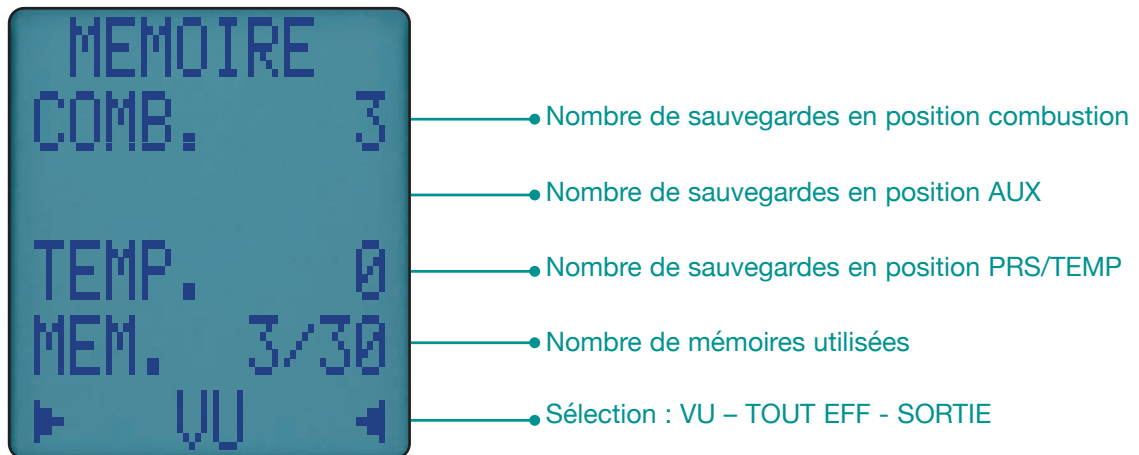 MEMOIRE
COMB. 3
Nombre de sauvegardes en position combustion
Nombre de sauvegardes en position AUX
TEMP. 0
Nombre de sauvegardes en position PRS/TEMP
MEM. 3/30
Nombre de mémoires utilisées
VU
Sélection : VU – TOUT EFF - SORTIE